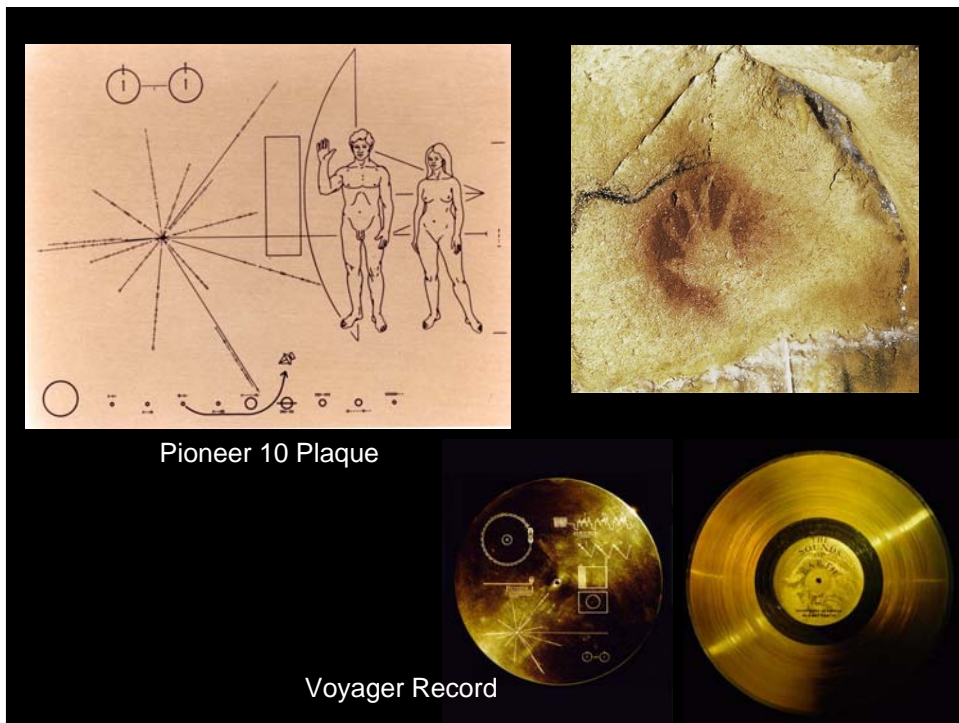 Pioneer 10 Plaque
THE
SOUNDS
OF
EARTH
Voyager Record